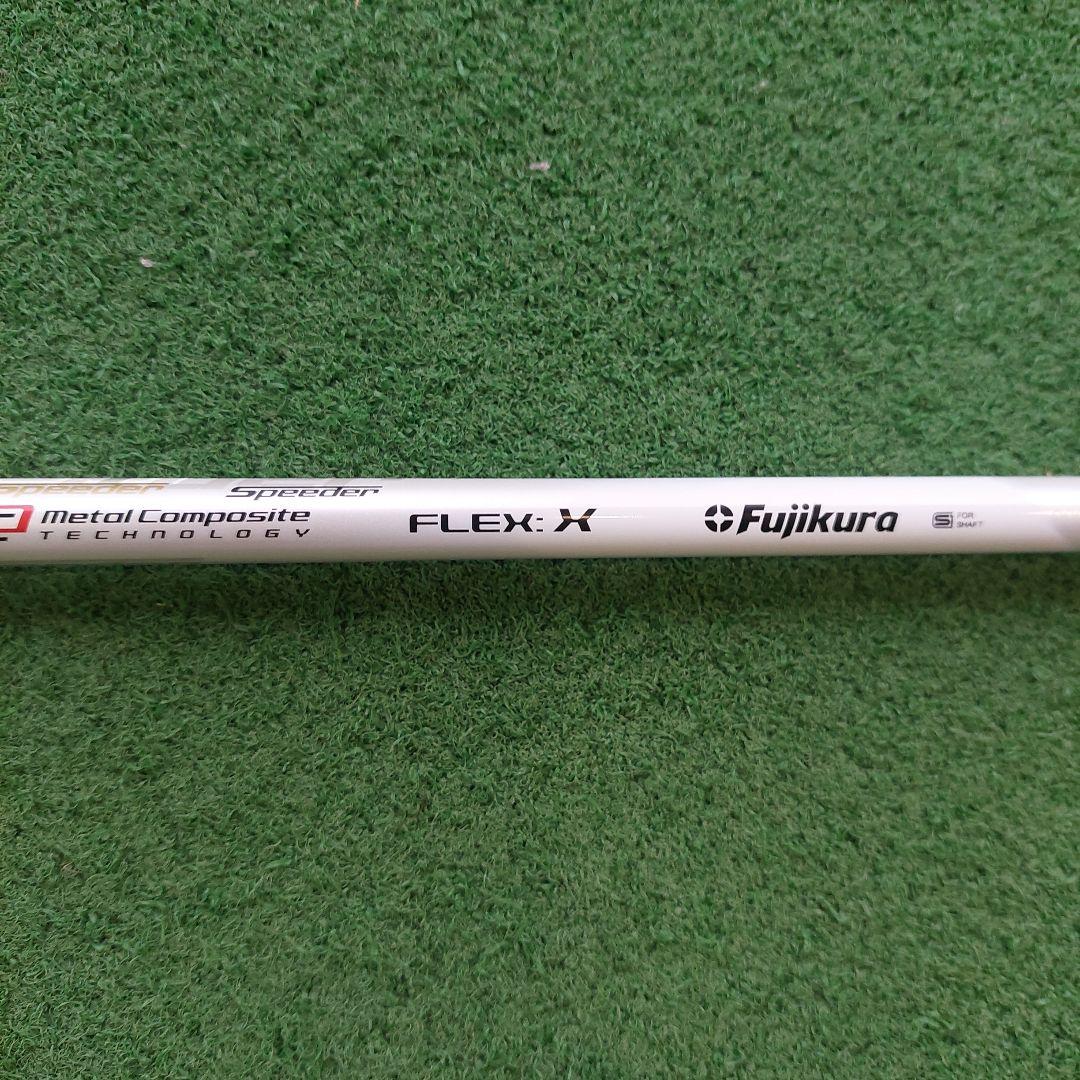 Speeder Speeder
Metal Composite
TECHNOLOGY
FLEX: X
Fujikura
S FOR
SHAFT